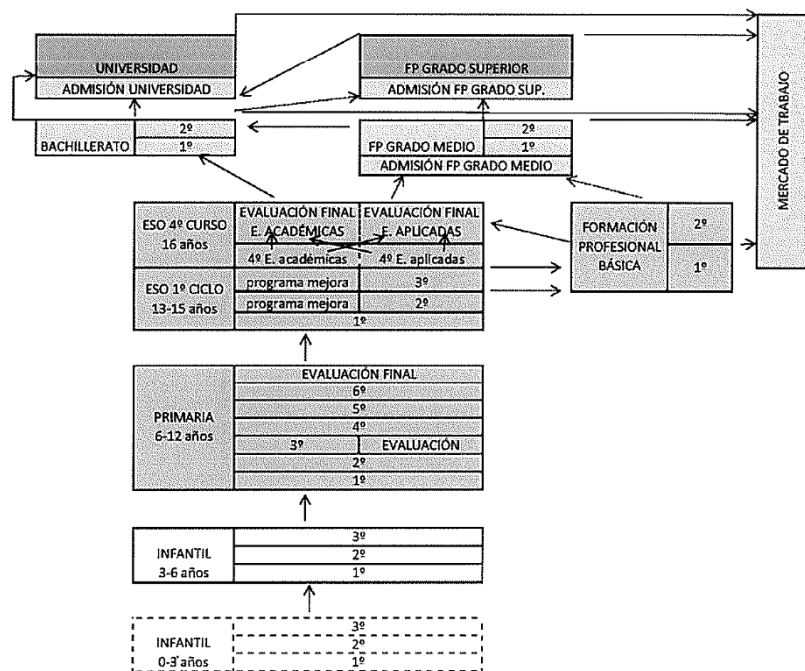 UNIVERSIDAD
ADMISIÓN UNIVERSIDAD
FP GRADO SUPERIOR
ADMISIÓN FP GRADO SUP.
MERCADO DE TRABAJO
BACHILLERATO
2º
1º
FP GRADO MEDIO
2º
1º
ADMISIÓN FP GRADO MEDIO
ESO 4º CURSO
16 años
EVALUACIÓN FINAL
E. ACADÉMICAS
EVALUACIÓN FINAL
E. APLICADAS
4º E. académicas
4º E. aplicadas
FORMACIÓN
PROFESIONAL
BÁSICA
2º
1º
ESO 1º CICLO
13-15 años
programa mejora
3º
programa mejora
2º
1º
PRIMARIA
6-12 años
EVALUACIÓN FINAL
6º
5º
4º
3º
EVALUACIÓN
2º
1º
INFANTIL
3-6 años
3º
2º
1º
INFANTIL
0-3 años
3º
2º
1º